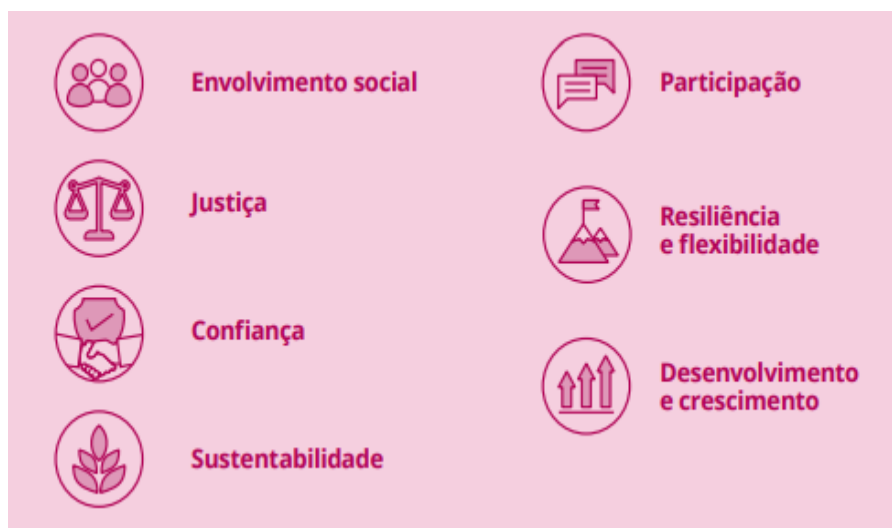 Envolvimento social
Justiça
Confiança
Sustentabilidade
Participação
Resiliência
e flexibilidade
Desenvolvimento
e crescimento